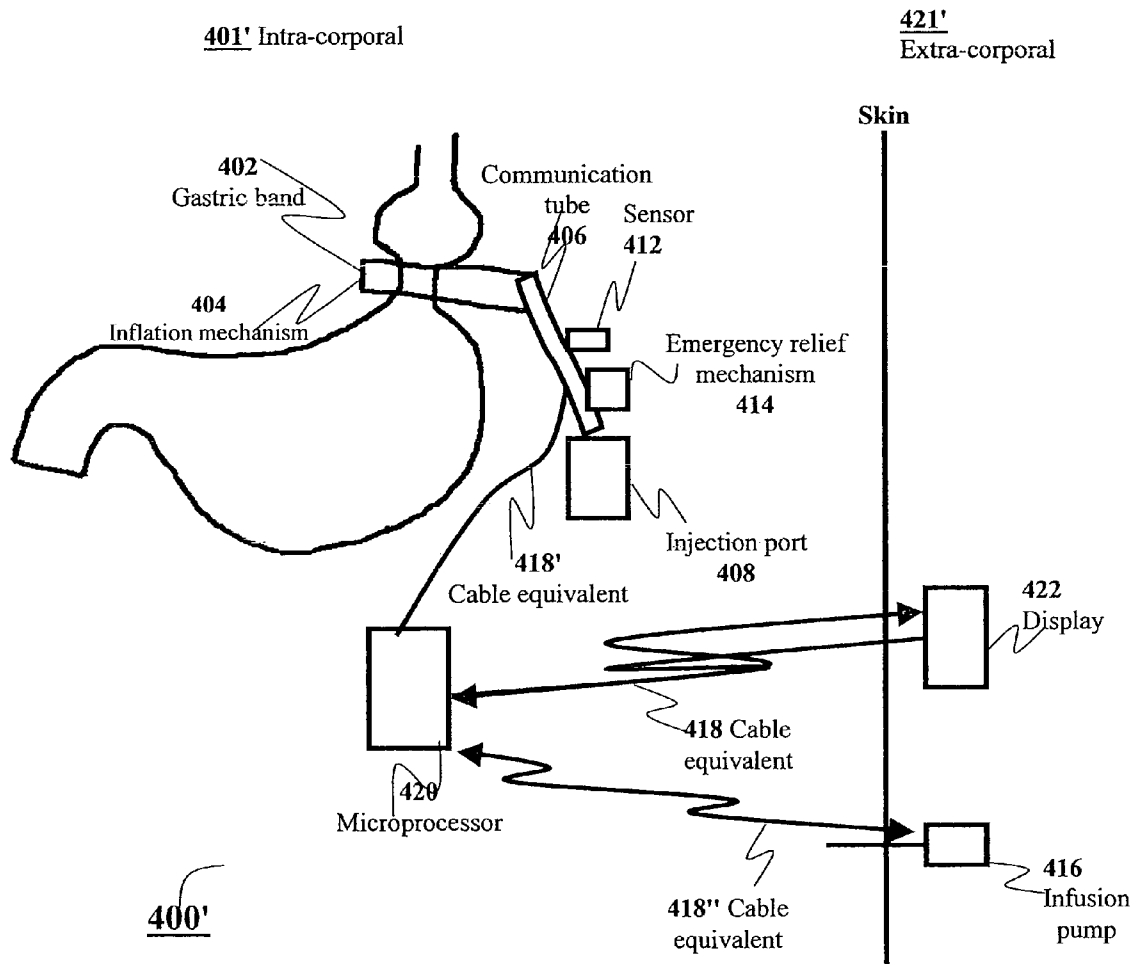 401' Intra-corporal
421'
Extra-corporal
Skin
402
Gastric band
Communication
tube
406
Sensor
412
404
Inflation mechanism
Emergency relief
mechanism
414
Injection port
408
418'
Cable equivalent
422
Display
418 Cable
equivalent
420
Microprocessor
416
Infusion
pump
418" Cable
equivalent
400'